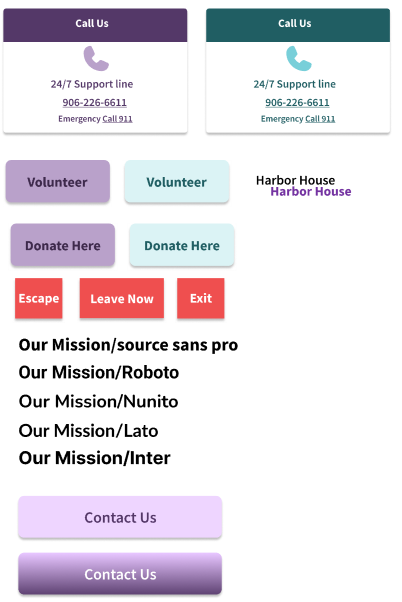 Call Us
24/7 Support line
906-226-6611
Emergency Call 911
Call Us
24/7 Support line
906-226-6611
Emergency Call 911
Volunteer
Volunteer
Harbor House
Harbor House
Donate Here
Donate Here
Escape
Leave Now
Exit
Our Mission/source sans pro
Our Mission/Roboto
Our Mission/Nunito
Our Mission/Lato
Our Mission/Inter
Contact Us
Contact Us